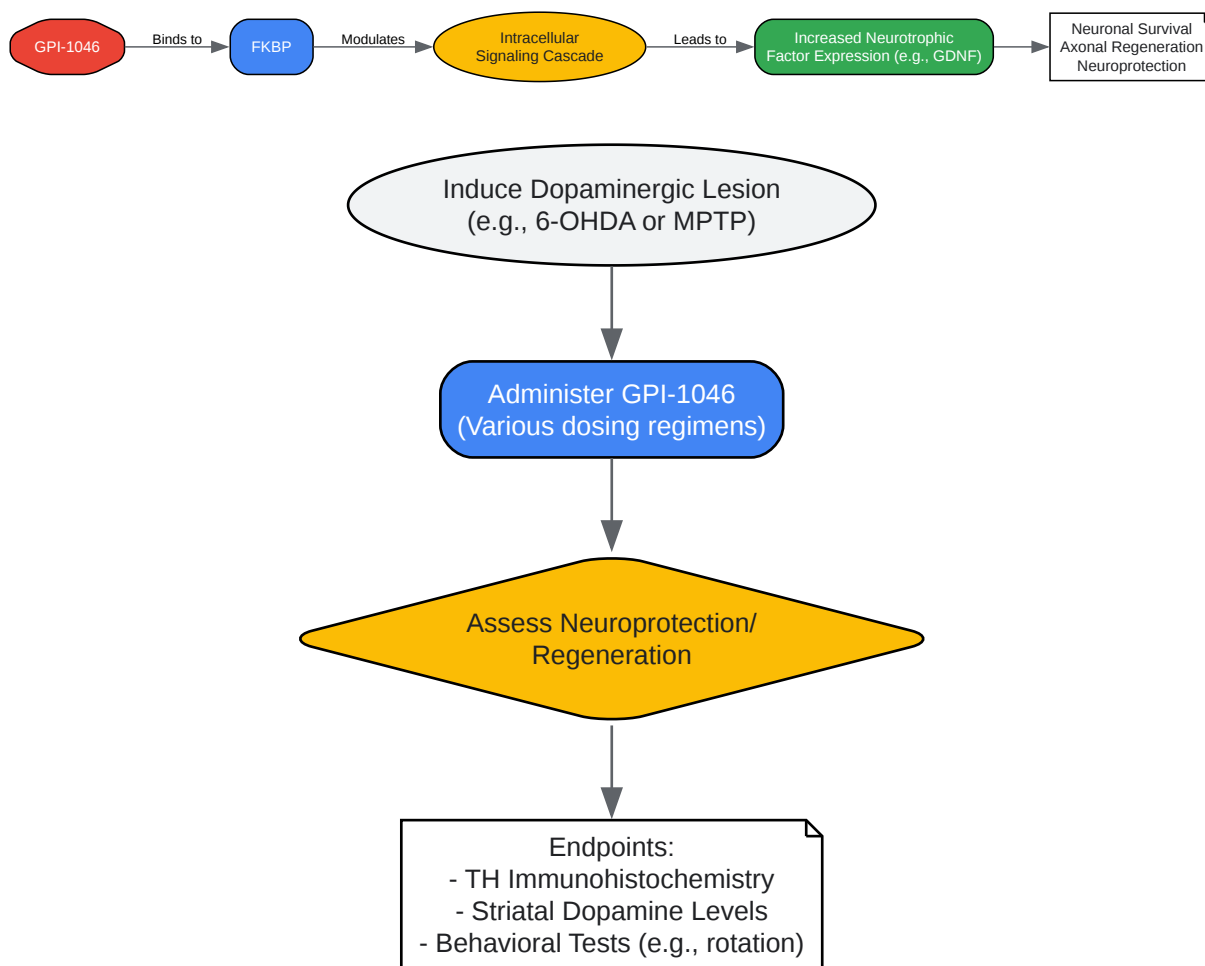 GPI-1046
Binds to
FKBP
Modulates
Intracellular
Signaling Cascade
Leads to
Increased Neurotrophic
Factor Expression (e.g., GDNF)
Neuronal Survival
Axonal Regeneration
Neuroprotection
Induce Dopaminergic Lesion
(e.g., 6-OHDA or MPTP)
Administer GPI-1046
(Various dosing regimens)
Assess Neuroprotection/
Regeneration
Endpoints:
- TH Immunohistochemistry
- Striatal Dopamine Levels
- Behavioral Tests (e.g., rotation)